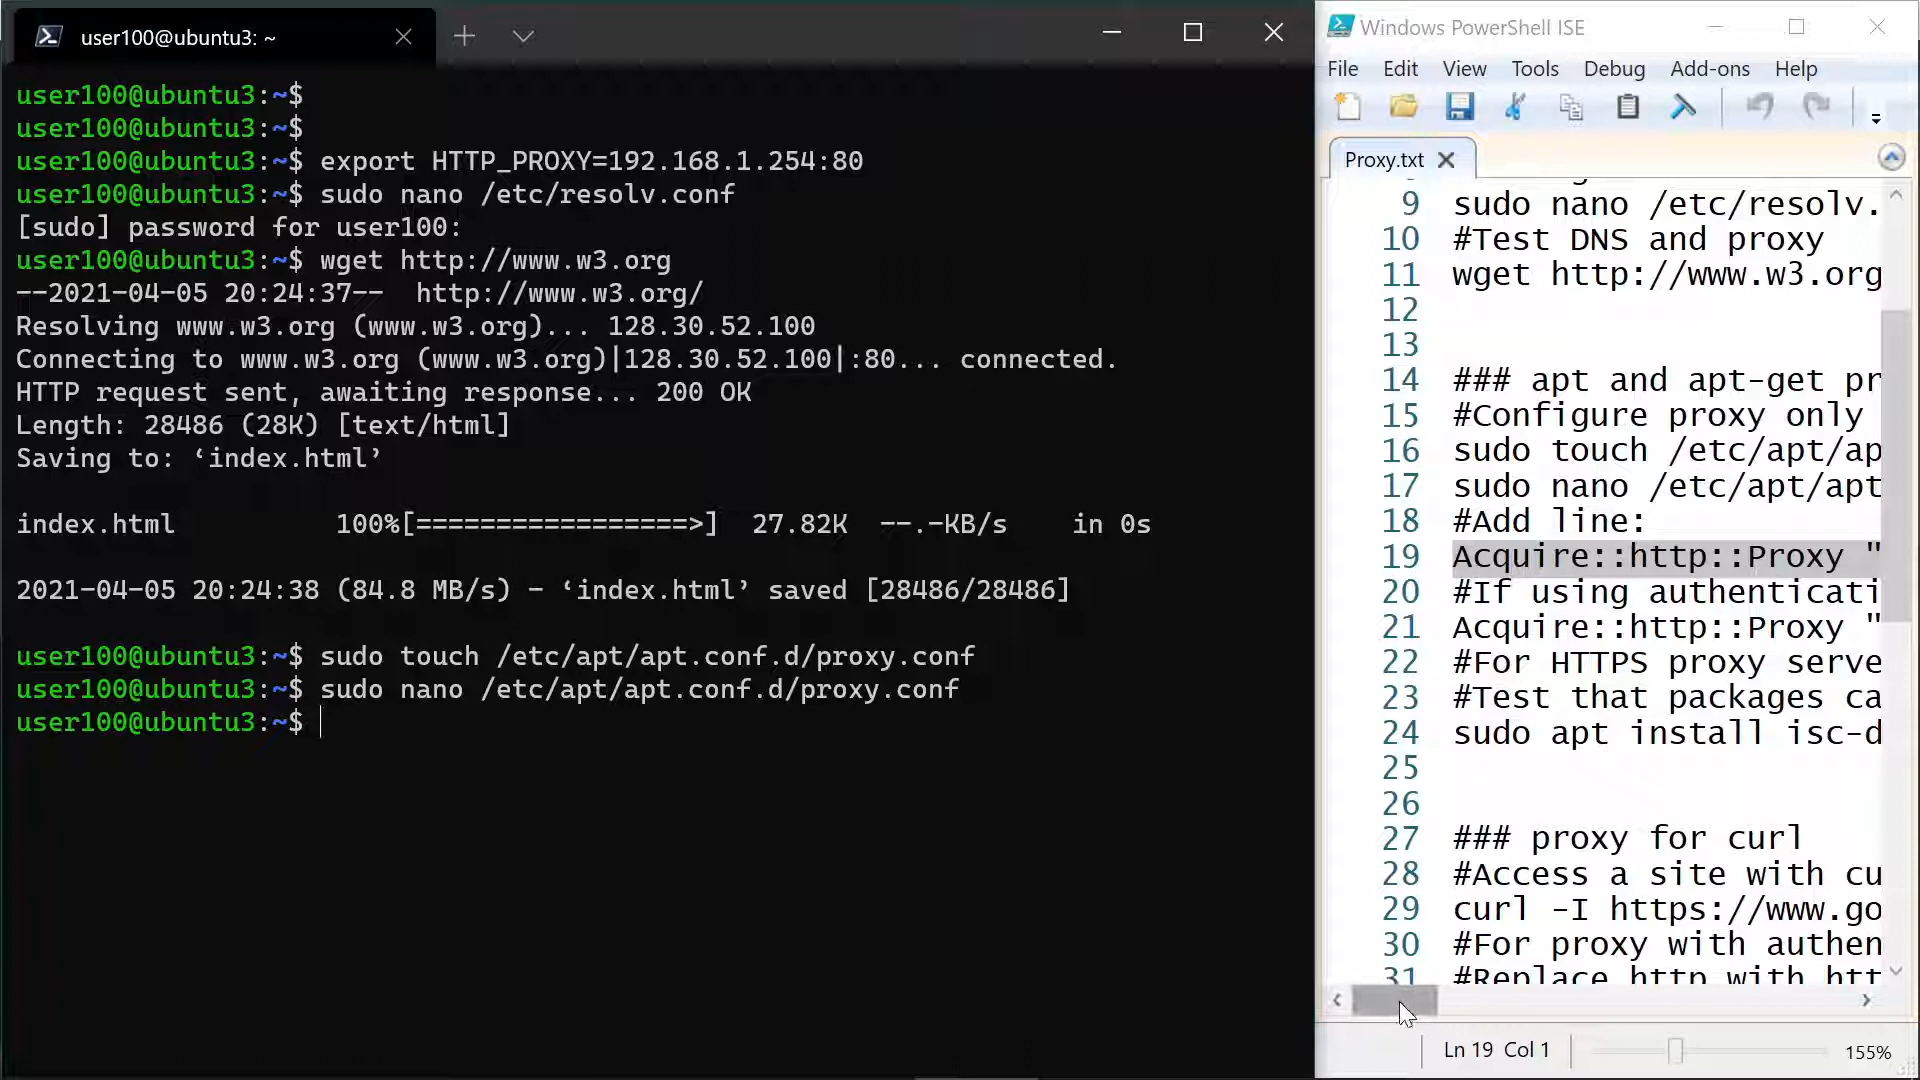 user100@ubuntu3: ~
user100@ubuntu3:~$
user100@ubuntu3:~$
user100@ubuntu3:~$ export HTTP_PROXY=192.168.1.254:80
user100@ubuntu3:~$ sudo nano /etc/resolv.conf
[sudo] password for user100:
user100@ubuntu3:~$ wget http://www.w3.org
--2021-04-05 20:24:37--  http://www.w3.org/
Resolving www.w3.org (www.w3.org)... 128.30.52.100
Connecting to www.w3.org (www.w3.org)|128.30.52.100|:80... connected.
HTTP request sent, awaiting response... 200 OK
Length: 28486 (28K) [text/html]
Saving to: ‘index.html’
index.html          100%[=================>]  27.82K  --.-KB/s    in 0s
2021-04-05 20:24:38 (84.8 MB/s) - ‘index.html’ saved [28486/28486]
user100@ubuntu3:~$ sudo touch /etc/apt/apt.conf.d/proxy.conf
user100@ubuntu3:~$ sudo nano /etc/apt/apt.conf.d/proxy.conf
user100@ubuntu3:~$
Windows PowerShell ISE
File Edit View Tools Debug Add-ons Help
Proxy.txt
9 sudo nano /etc/resolv.
10 #Test DNS and proxy
11 wget http://www.w3.org
12
13
14 ### apt and apt-get pr
15 #Configure proxy only
16 sudo touch /etc/apt/ap
17 sudo nano /etc/apt/apt
18 #Add line:
19 Acquire::http::Proxy "
20 #If using authenticati
21 Acquire::http::Proxy "
22 #For HTTPS proxy serve
23 #Test that packages ca
24 sudo apt install isc-d
25
26
27 ### proxy for curl
28 #Access a site with cu
29 curl -I https://www.go
30 #For proxy with authen
31 #Replace http with htt
Ln 19 Col 1
155%